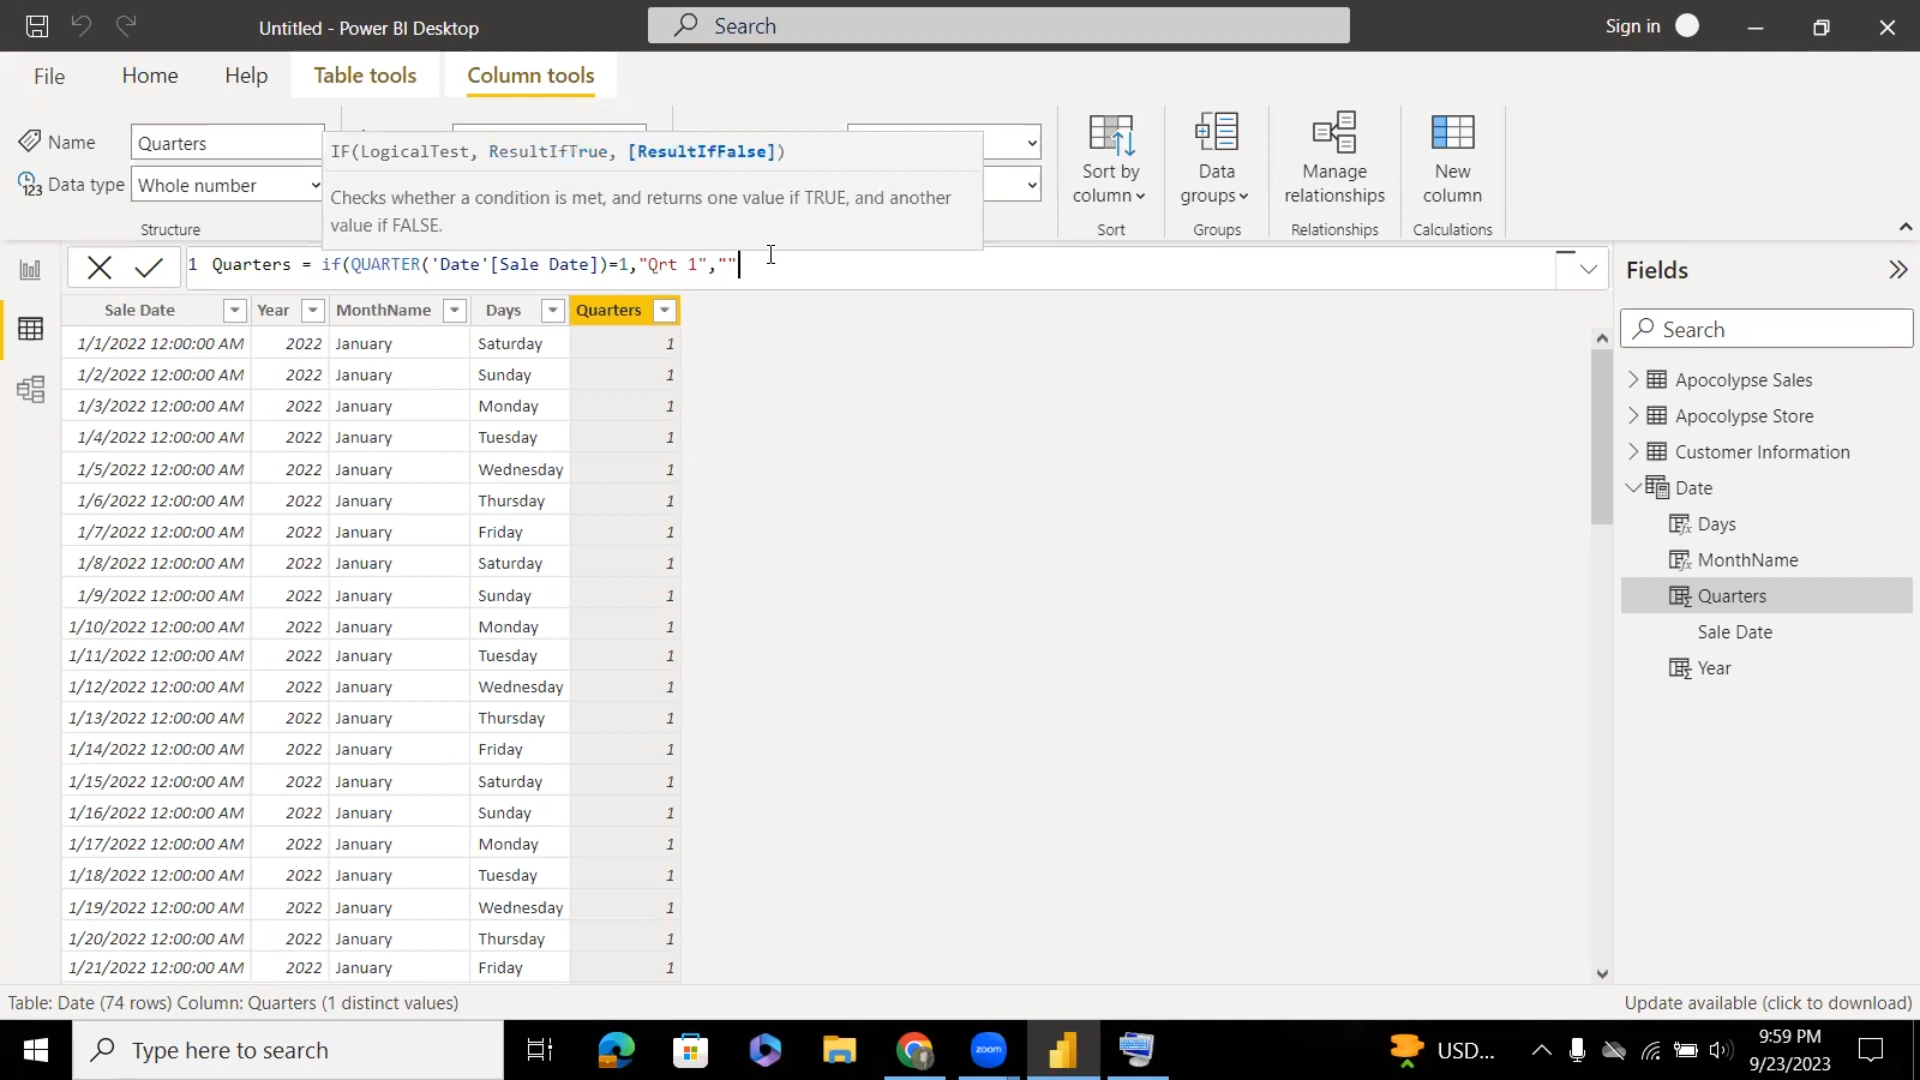 Untitled - Power BI Desktop
Search
Sign in
File
Home
Help
Table tools
Column tools
Name
Quarters
123 Data type
Whole number
Structure
IF(LogicalTest, ResultIfTrue, [ResultIfFalse])
Checks whether a condition is met, and returns one value if TRUE, and another
value if FALSE.
Sort by
column
Sort
Data
groups
Groups
Manage
relationships
Relationships
New
column
Calculations
1 Quarters = if(QUARTER('Date'[Sale Date])=1,"Qrt 1",""
Sale Date Year MonthName Days Quarters
1/1/2022 12:00:00 AM 2022 January Saturday 1
1/2/2022 12:00:00 AM 2022 January Sunday 1
1/3/2022 12:00:00 AM 2022 January Monday 1
1/4/2022 12:00:00 AM 2022 January Tuesday 1
1/5/2022 12:00:00 AM 2022 January Wednesday 1
1/6/2022 12:00:00 AM 2022 January Thursday 1
1/7/2022 12:00:00 AM 2022 January Friday 1
1/8/2022 12:00:00 AM 2022 January Saturday 1
1/9/2022 12:00:00 AM 2022 January Sunday 1
1/10/2022 12:00:00 AM 2022 January Monday 1
1/11/2022 12:00:00 AM 2022 January Tuesday 1
1/12/2022 12:00:00 AM 2022 January Wednesday 1
1/13/2022 12:00:00 AM 2022 January Thursday 1
1/14/2022 12:00:00 AM 2022 January Friday 1
1/15/2022 12:00:00 AM 2022 January Saturday 1
1/16/2022 12:00:00 AM 2022 January Sunday 1
1/17/2022 12:00:00 AM 2022 January Monday 1
1/18/2022 12:00:00 AM 2022 January Tuesday 1
1/19/2022 12:00:00 AM 2022 January Wednesday 1
1/20/2022 12:00:00 AM 2022 January Thursday 1
1/21/2022 12:00:00 AM 2022 January Friday 1
Fields
Search
Apocolypse Sales
Apocolypse Store
Customer Information
Date
Days
MonthName
Quarters
Sale Date
Year
Table: Date (74 rows) Column: Quarters (1 distinct values)
Update available (click to download)
Type here to search
zoom
USD...
9:59 PM
9/23/2023